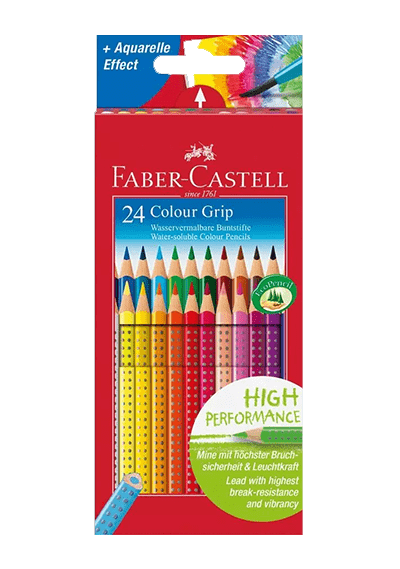 + Aquarelle
Effect
FABER-CASTELL
since 1761
24 Colour Grip
Wasservermalbare Buntstifte
Water-soluble Colour Pencils
EcoPencil
HIGH
PERFORMANCE
Mine mit höchster Bruch-
sicherheit & Leuchtkraft
Lead with highest
break-resistance
and vibrancy